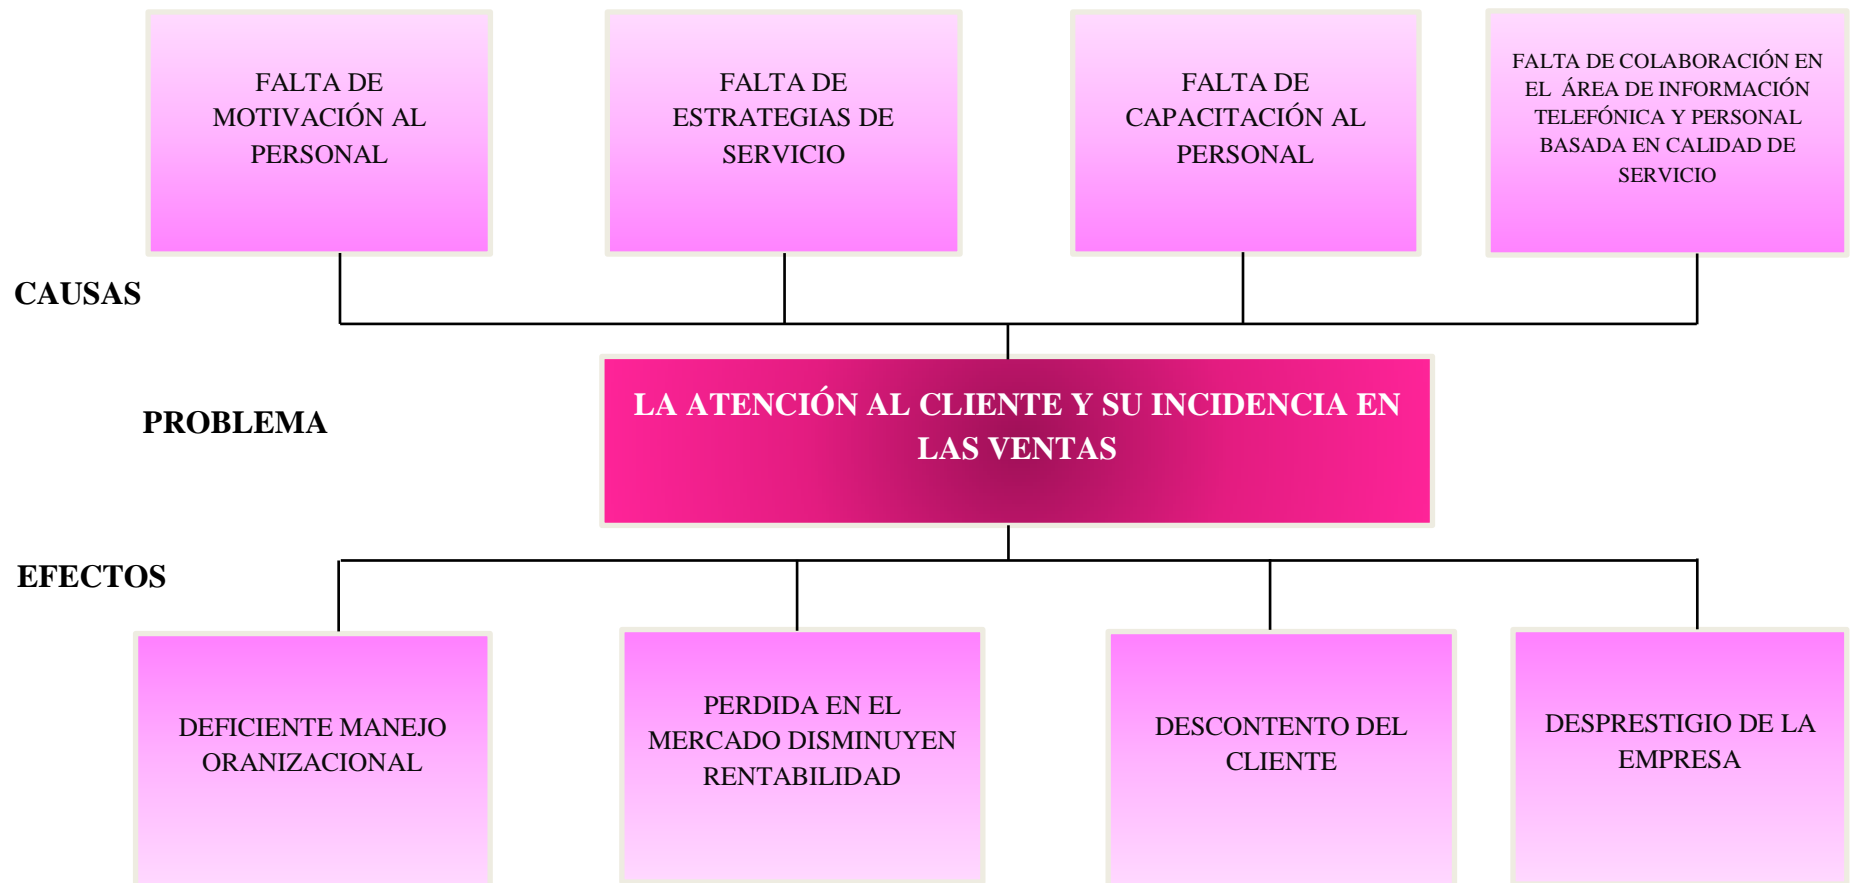 FALTA DE
MOTIVACIÓN AL
PERSONAL
FALTA DE
ESTRATEGIAS DE
SERVICIO
FALTA DE
CAPACITACIÓN AL
PERSONAL
FALTA DE COLABORACIÓN EN
EL ÁREA DE INFORMACIÓN
TELEFÓNICA Y PERSONAL
BASADA EN CALIDAD DE
SERVICIO
CAUSAS
PROBLEMA
LA ATENCIÓN AL CLIENTE Y SU INCIDENCIA EN
LAS VENTAS
EFECTOS
DEFICIENTE MANEJO
ORANIZACIONAL
PERDIDA EN EL
MERCADO DISMINUYEN
RENTABILIDAD
DESCONTENTO DEL
CLIENTE
DESPRESTIGIO DE LA
EMPRESA